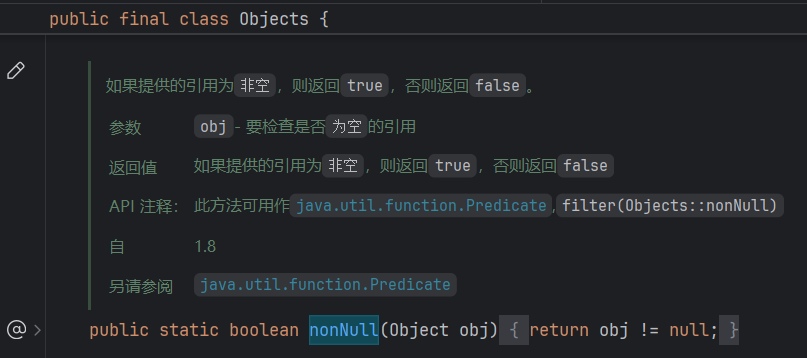 public final class Objects {
如果提供的引用为非空，则返回true，否则返回false。
参数 obj - 要检查是否为空的引用
返回值 如果提供的引用为非空，则返回true，否则返回false
API 注释： 此方法可用作java.util.function.Predicate,filter(Objects::nonNull)
自 1.8
另请参阅 java.util.function.Predicate
@ public static boolean nonNull(Object obj) { return obj != null; }